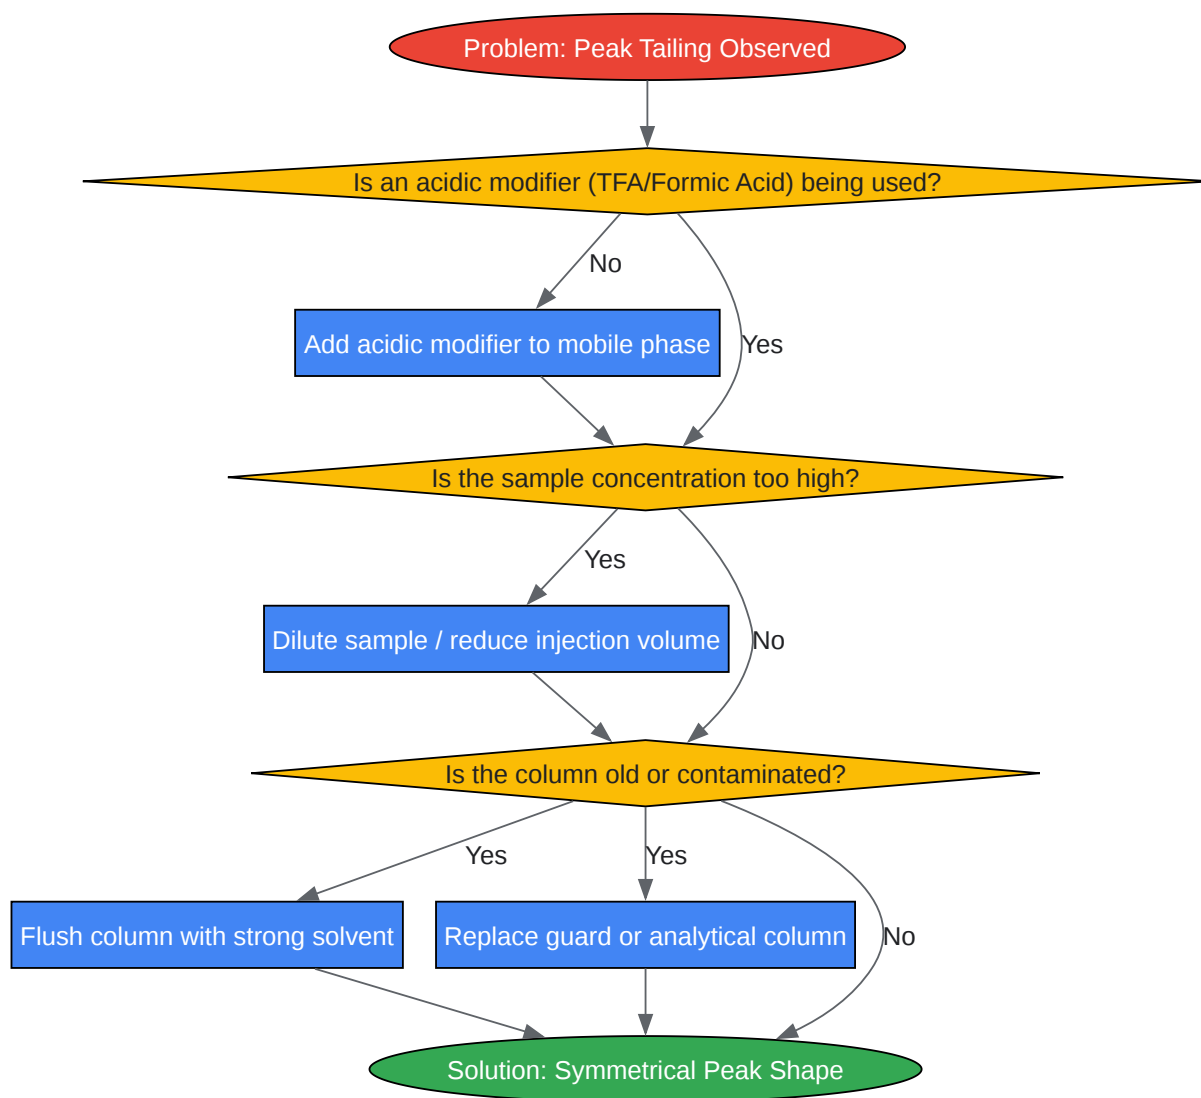 Problem: Peak Tailing Observed
Is an acidic modifier (TFA/Formic Acid) being used?
No
Add acidic modifier to mobile phase
Yes
Is the sample concentration too high?
Yes
Dilute sample / reduce injection volume
No
Is the column old or contaminated?
Yes
Yes
Flush column with strong solvent
Replace guard or analytical column
No
Solution: Symmetrical Peak Shape